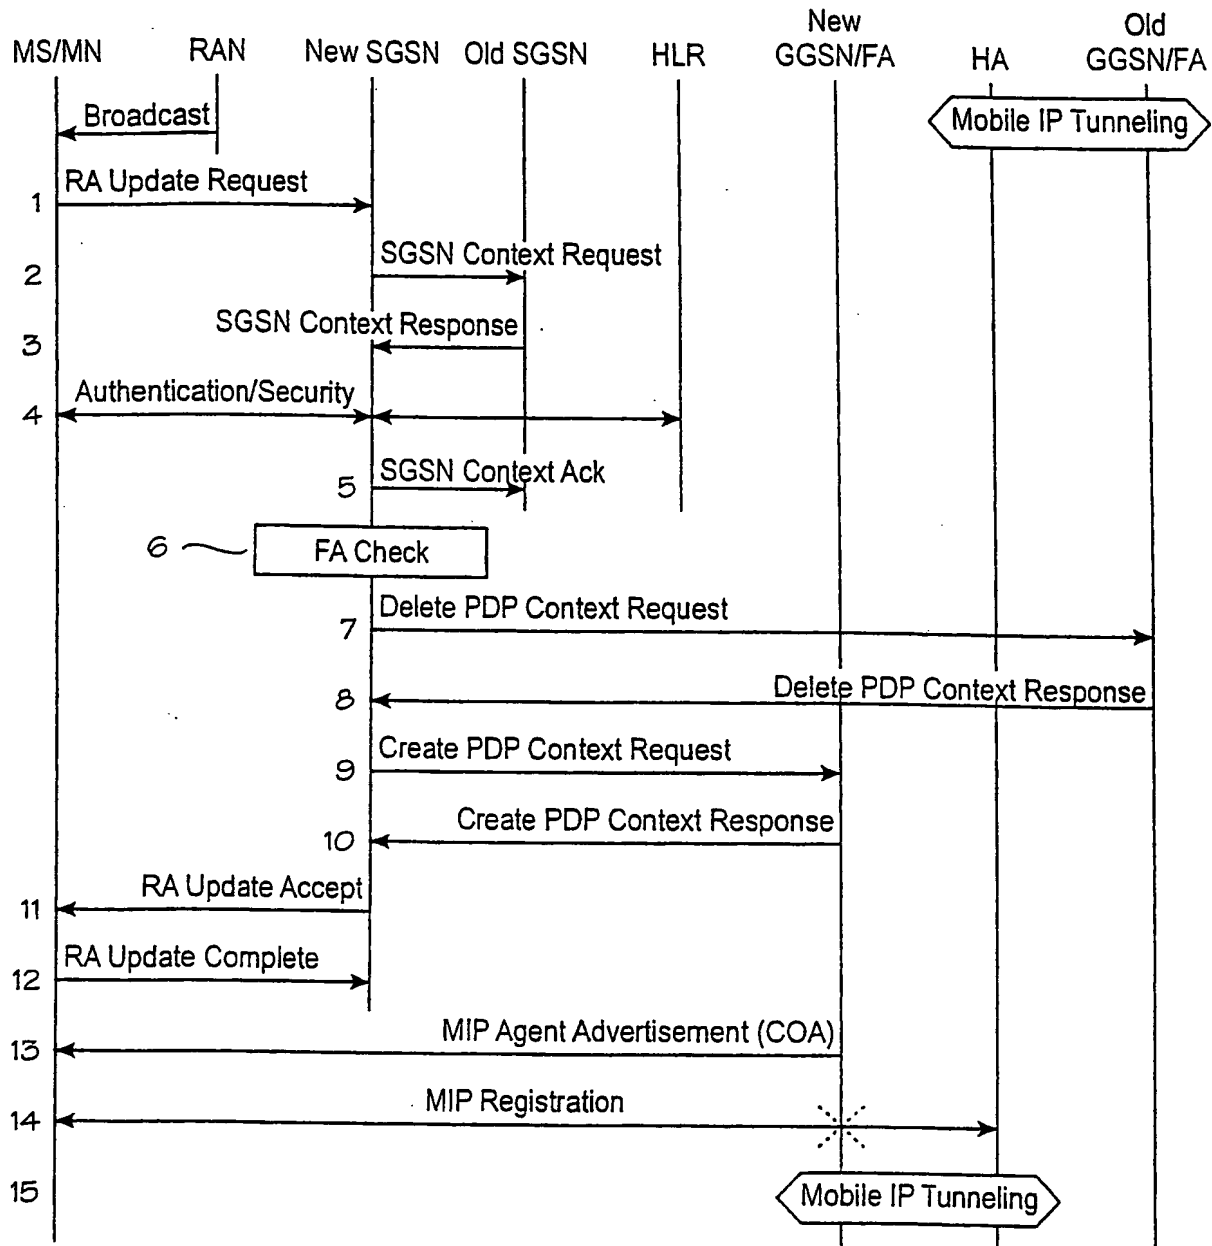 MS/MN RAN New SGSN Old SGSN HLR New GGSN/FA HA Old GGSN/FA
Broadcast
Mobile IP Tunneling
RA Update Request
1
SGSN Context Request
2
SGSN Context Response
3
Authentication/Security
4
SGSN Context Ack
5
6 FA Check
Delete PDP Context Request
7
Delete PDP Context Response
8
Create PDP Context Request
9
Create PDP Context Response
10
RA Update Accept
11
RA Update Complete
12
MIP Agent Advertisement (COA)
13
MIP Registration
14
15 Mobile IP Tunneling